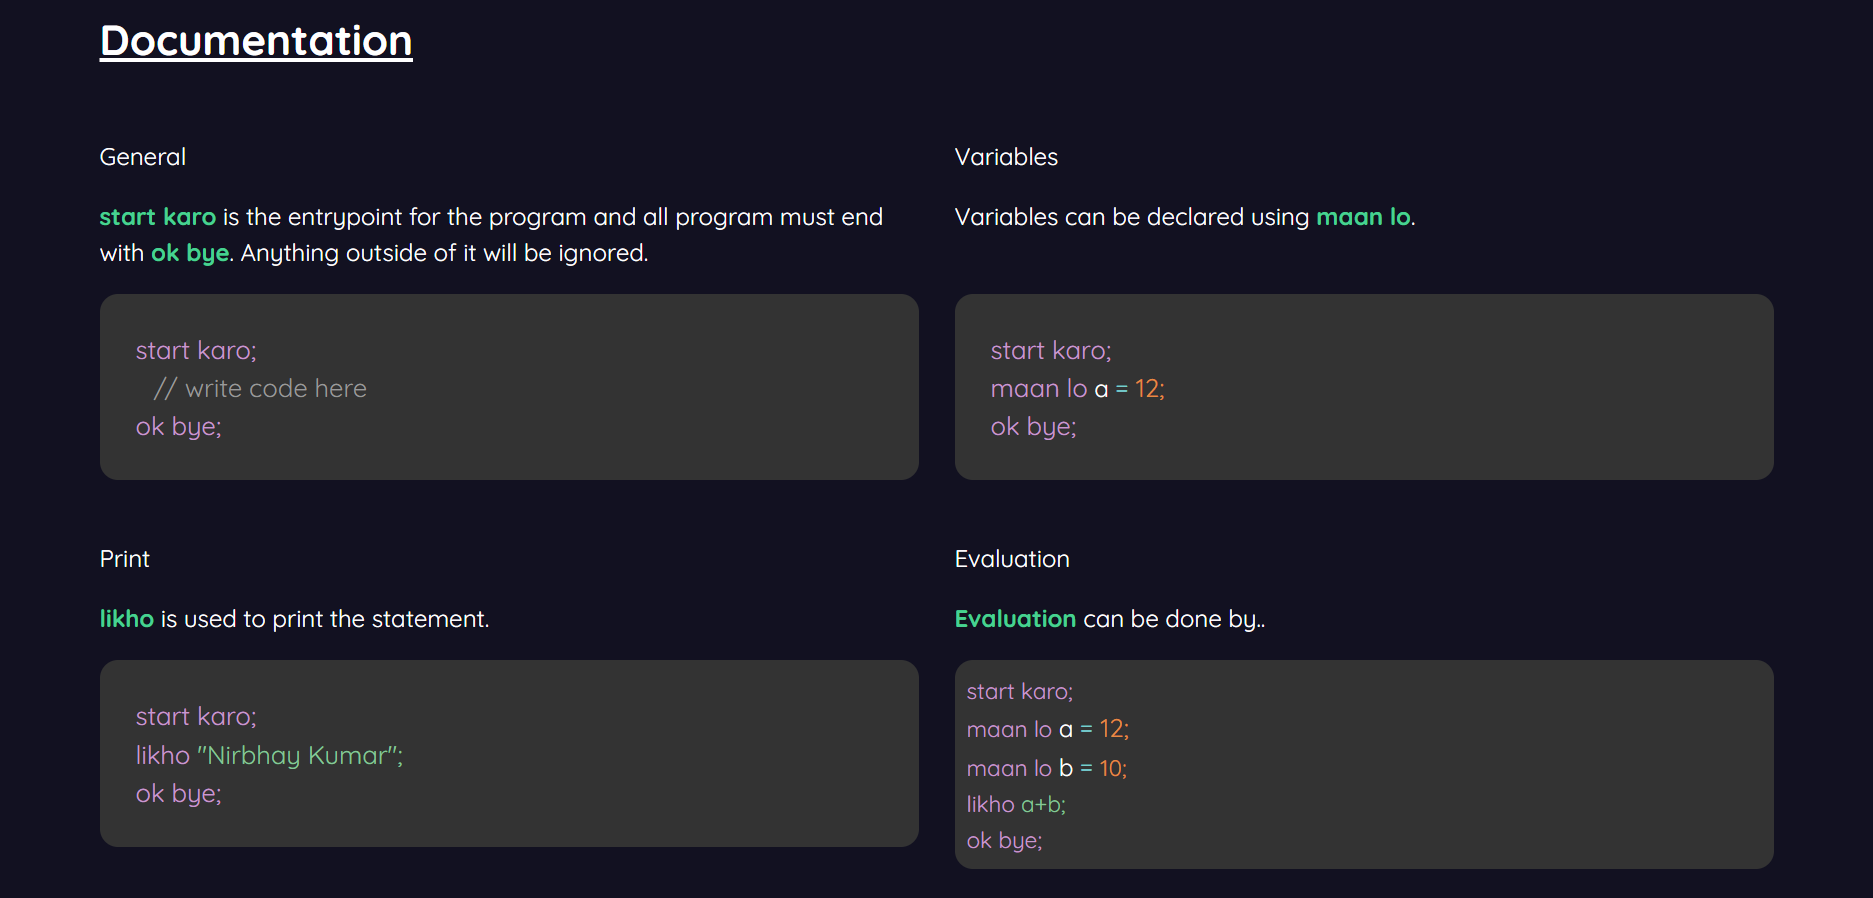 Documentation
General
start karo is the entrypoint for the program and all program must end
with ok bye. Anything outside of it will be ignored.
start karo;
// write code here
ok bye;
Variables
Variables can be declared using maan lo.
start karo;
maan lo a = 12;
ok bye;
Print
likho is used to print the statement.
start karo;
likho "Nirbhay Kumar";
ok bye;
Evaluation
Evaluation can be done by..
start karo;
maan lo a = 12;
maan lo b = 10;
likho a+b;
ok bye;